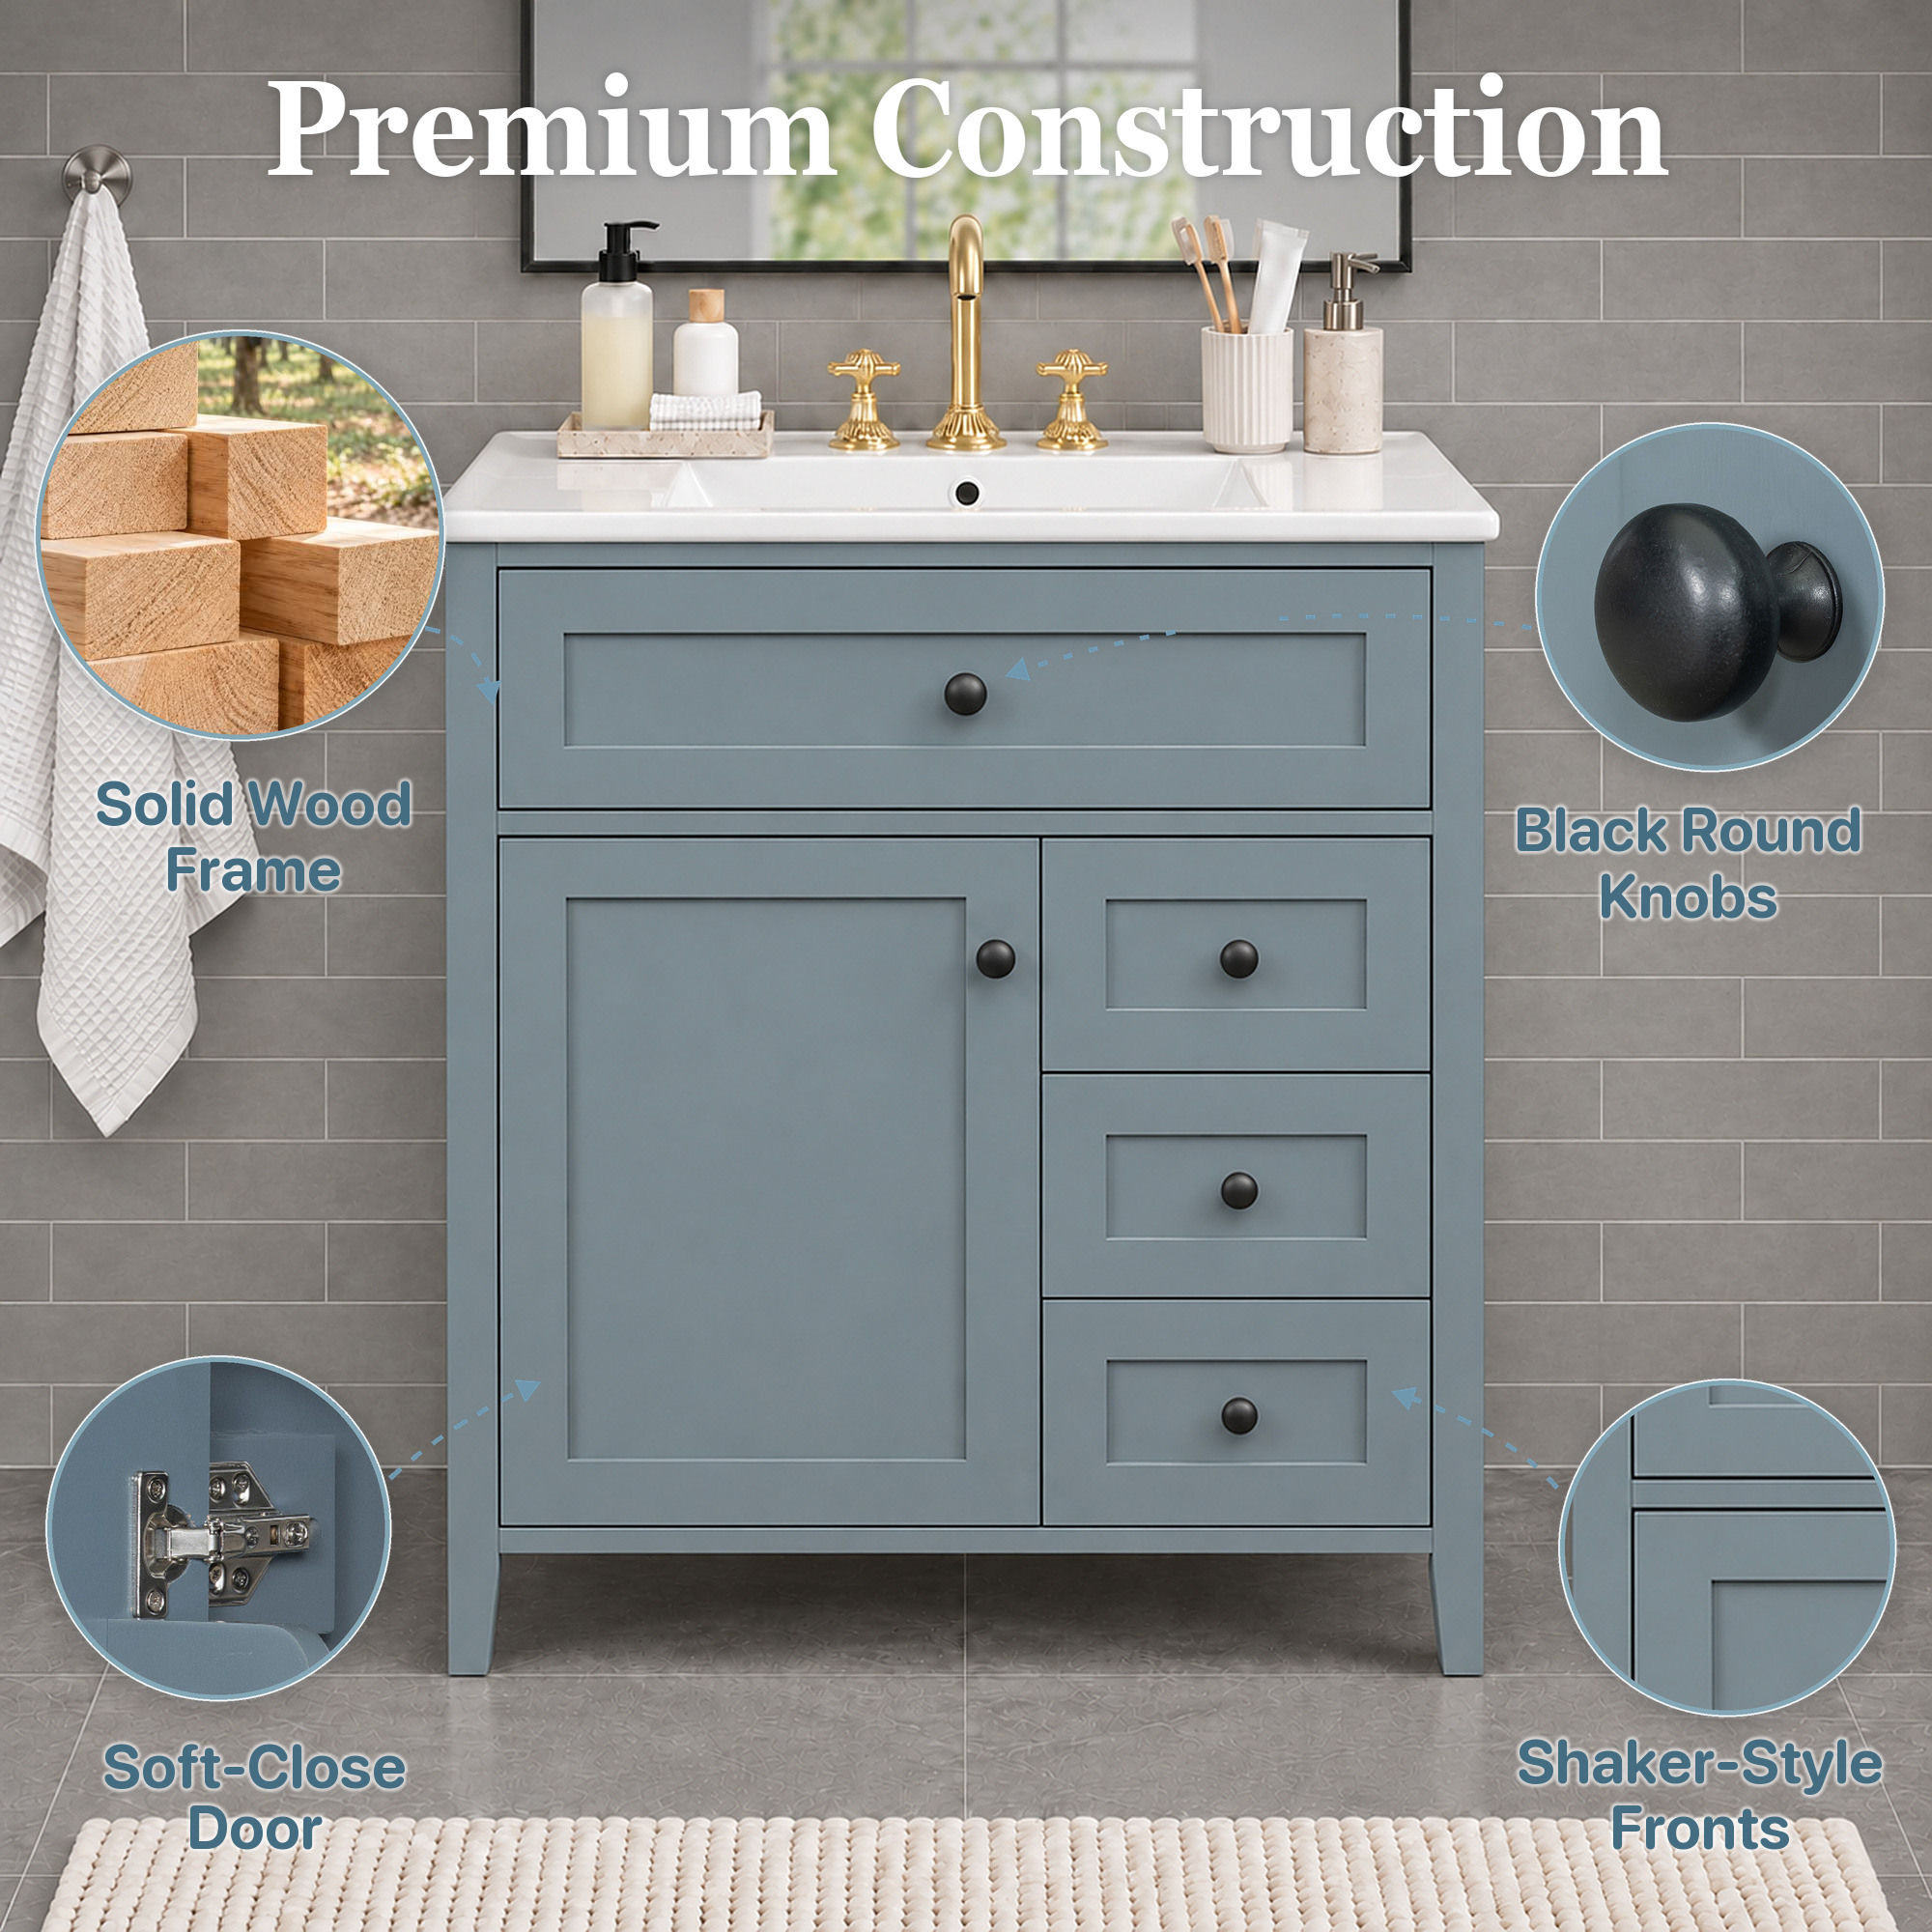 Premium Construction
Solid Wood
Frame
Black Round
Knobs
Soft-Close
Door
Shaker-Style
Fronts